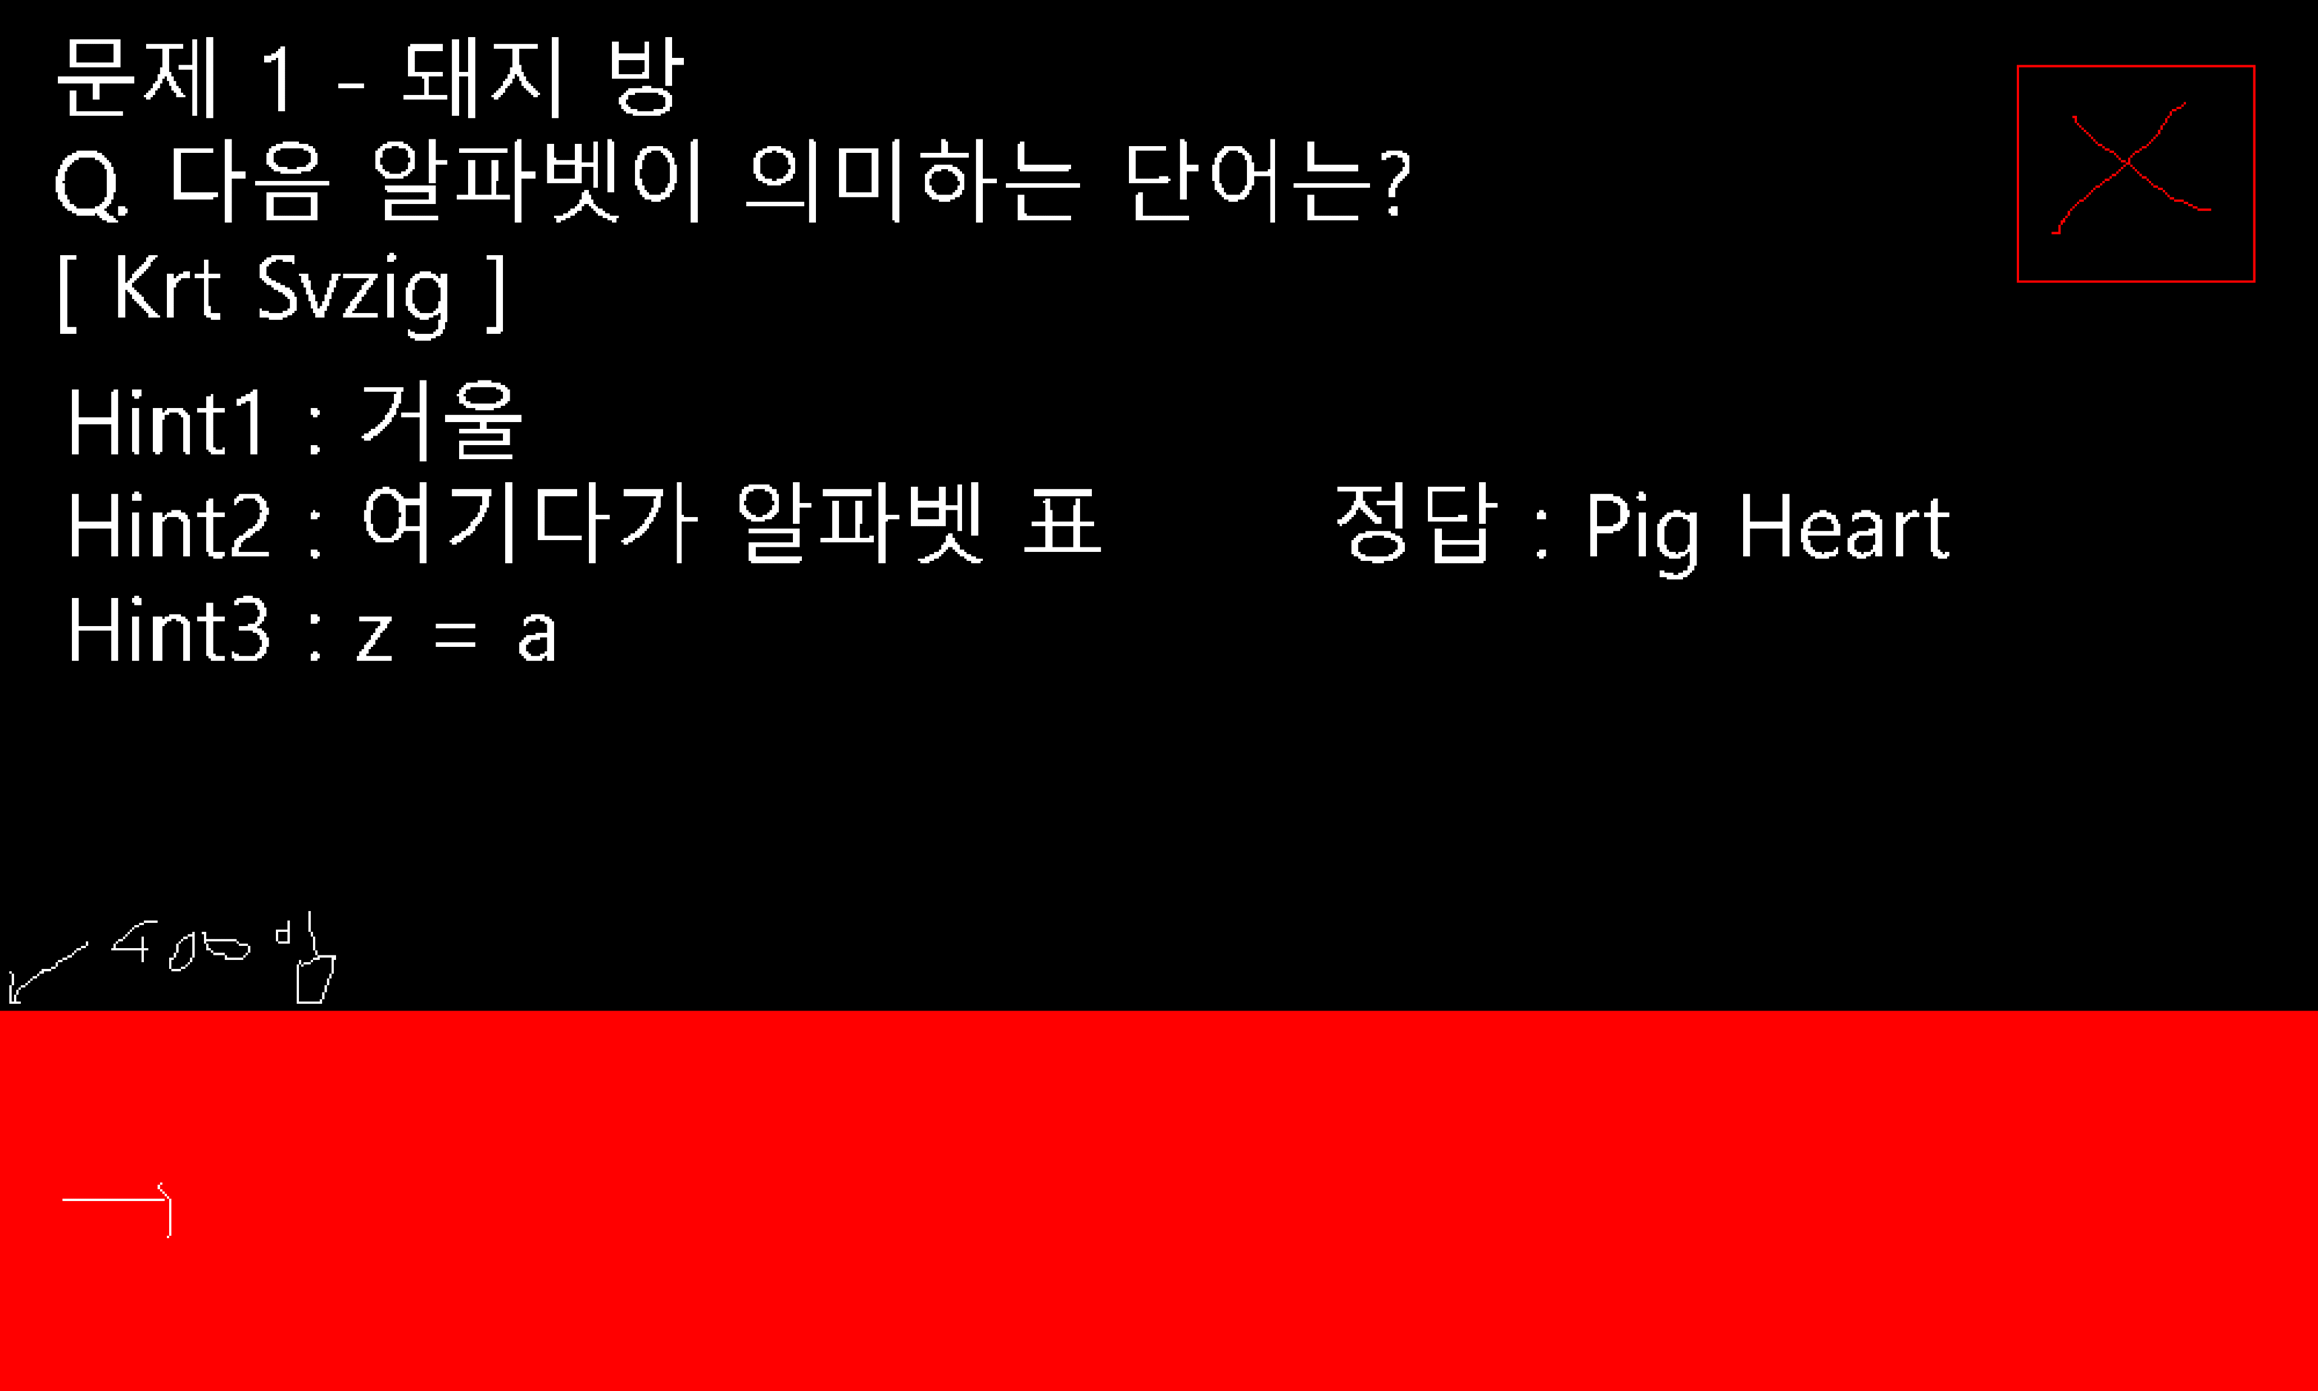 문제 1 - 돼지 방
Q. 다음 알파벳이 의미하는 단어는?
[ Krt Svzig ]
Hint1 : 거울
Hint2 : 여기다가 알파벳 표
정답 : Pig Heart
Hint3 : z = a